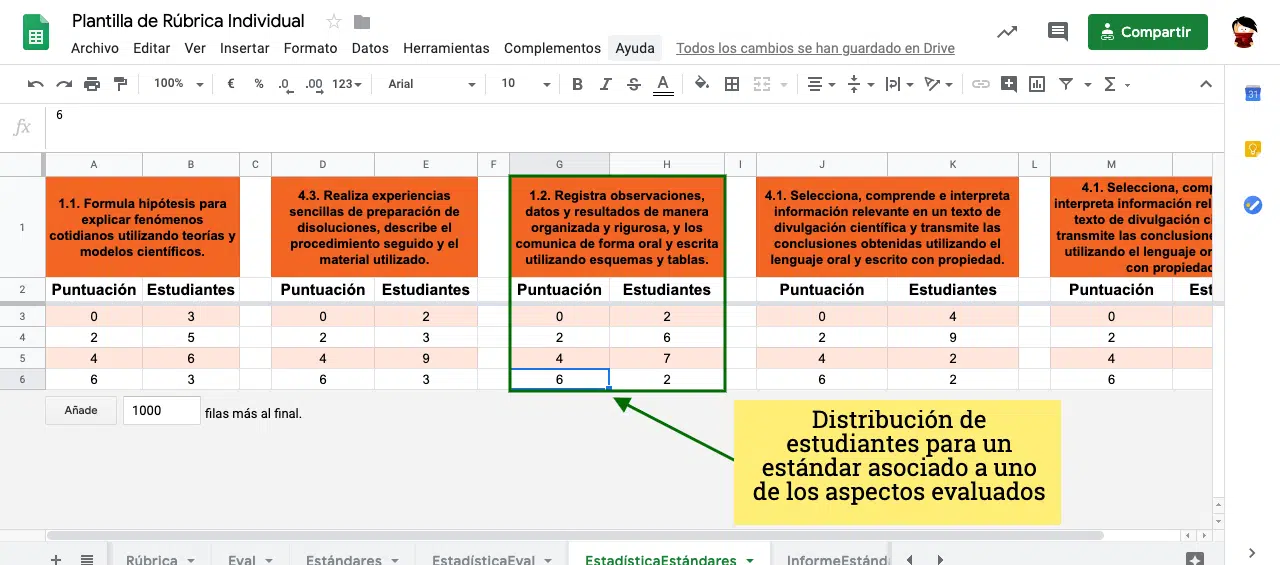 Plantilla de Rúbrica Individual
Archivo Editar Ver Insertar Formato Datos Herramientas Complementos Ayuda Todos los cambios se han guardado en Drive
Compartir
100% € % .0 .00 123 Arial 10 B I S A Σ
31
fx 6
A B C D E F G H I J K L M
1
1.1. Formula hipótesis para
explicar fenómenos
cotidianos utilizando teorías y
modelos científicos.
4.3. Realiza experiencias
sencillas de preparación de
disoluciones, describe el
procedimiento seguido y el
material utilizado.
1.2. Registra observaciones,
datos y resultados de manera
organizada y rigurosa, y los
comunica de forma oral y escrita
utilizando esquemas y tablas.
4.1. Selecciona, comprende e interpreta
información relevante en un texto de
divulgación científica y transmite las
conclusiones obtenidas utilizando el
lenguaje oral y escrito con propiedad.
4.1. Selecciona, comp
interpreta información rel
texto de divulgación ci
transmite las conclusione
utilizando el lenguaje or
con propiedad
2 Puntuación Estudiantes Puntuación Estudiantes Puntuación Estudiantes Puntuación Estudiantes Puntuación Est
3 0 3 0 2 0 2 0 4 0
4 2 5 2 3 2 6 2 9 2
5 4 6 4 9 4 7 4 2 4
6 6 3 6 3 6 2 6 2 6
Añade 1000 filas más al final.
Distribución de
estudiantes para un
estándar asociado a uno
de los aspectos evaluados
Rúbrica Eval Estándares EstadísticaEval EstadísticaEstándares InformeEstánd